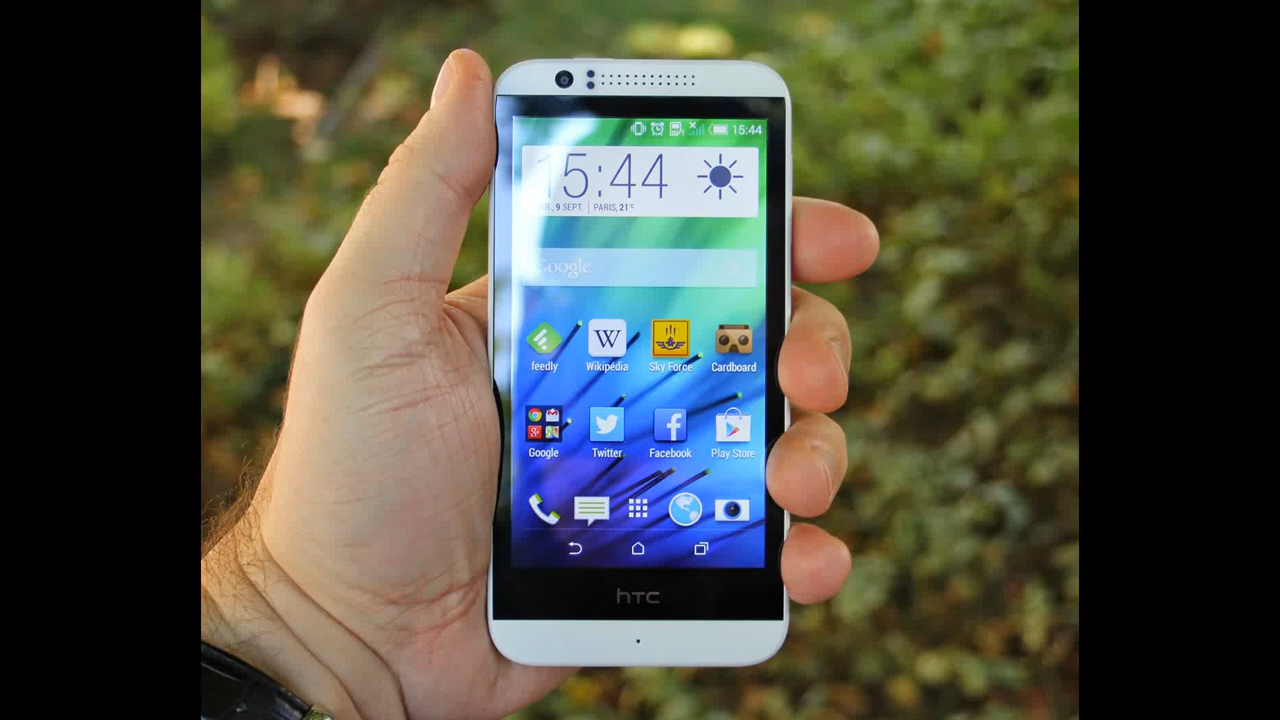 15:44
15:44
9 SEPT. | PARIS, 21°C
Google
feedly
Wikipédia
Sky Force
Cardboard
W
Google
Twitter
Facebook
Play Store
hTC